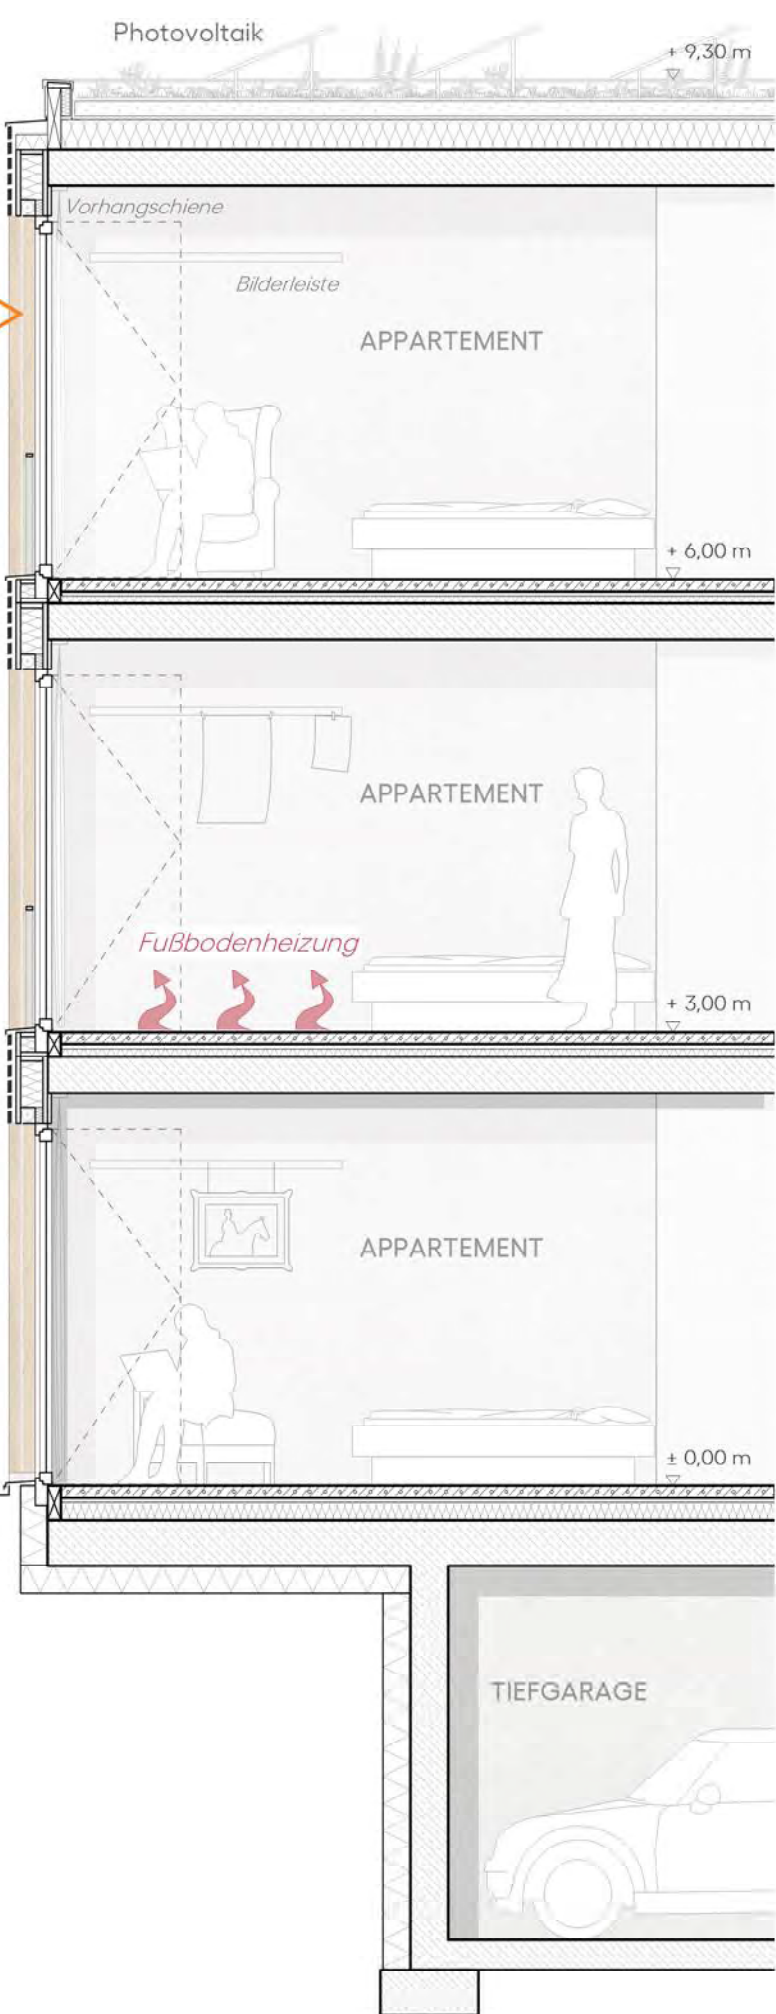 Photovoltaik
+ 9,30 m
Vorhangschiene
Bilderleiste
APPARTEMENT
+ 6,00 m
APPARTEMENT
Fußbodenheizung
+ 3,00 m
APPARTEMENT
± 0,00 m
TIEFGARAGE